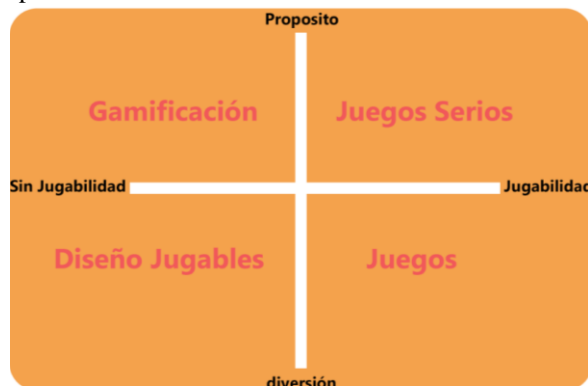 Proposito
Gamificación Juegos Serios
Sin Jugabilidad Jugabilidad
Diseño Jugables Juegos
diversión